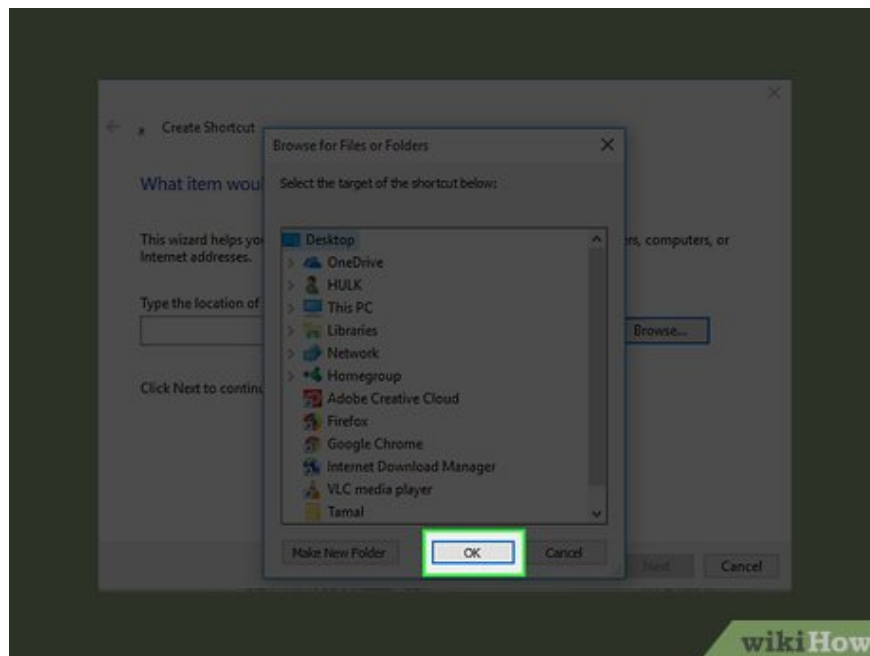 Create Shortcut
Browse for Files or Folders
What item wou
Select the target of the shortcut below:
This wizard helps you
ers, computers, or
Internet addresses.
Desktop
OneDrive
HULK
This PC
Libraries
Network
Homegroup
Adobe Creative Cloud
Firefox
Google Chrome
Internet Download Manager
VLC media player
Tamal
Type the location of
Browse...
Click Next to continu
Make New Folder
OK
Cancel
Next
Cancel
wikiHow